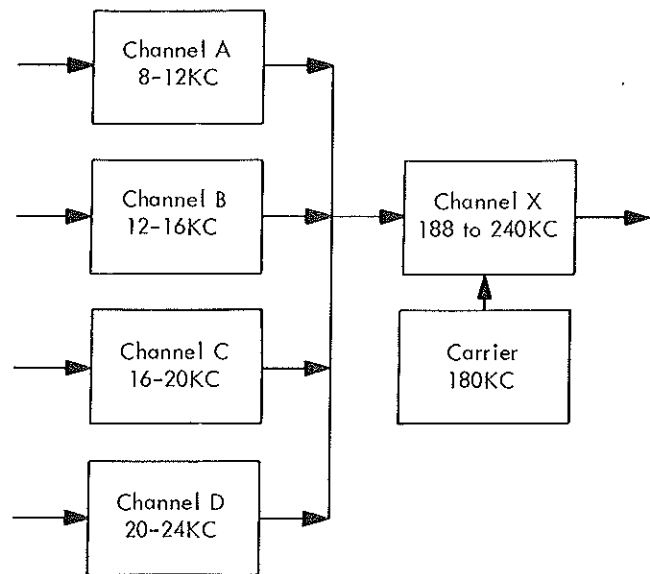 Channel A
8-12KC
Channel B
12-16KC
Channel X
188 to 240KC
Channel C
16-20KC
Carrier
180KC
Channel D
20-24KC